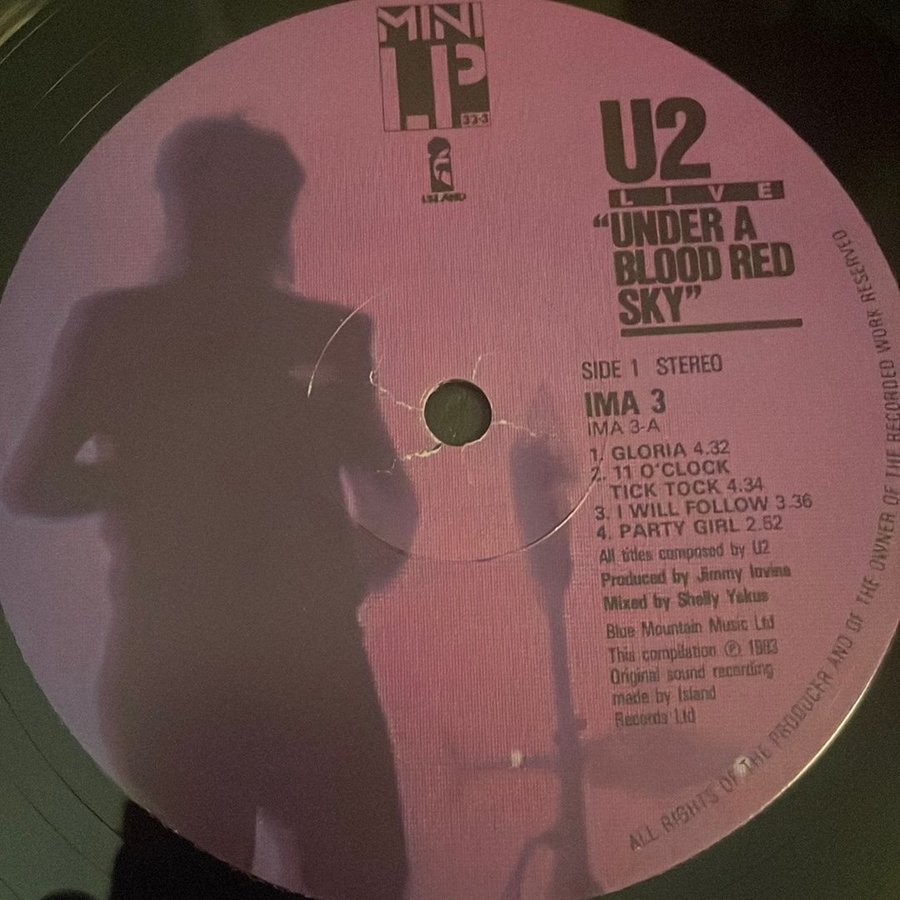 MINI
LP
33⅓
ISLAND
U2
LIVE
“UNDER A
BLOOD RED
SKY”
SIDE 1 STEREO
IMA 3
IMA 3-A
1. GLORIA 4.32
2. 11 O'CLOCK
TICK TOCK 4.34
3. I WILL FOLLOW 3.36
4. PARTY GIRL 2.52
All titles composed by U2
Produced by Jimmy Iovine
Mixed by Shelly Yakus
Blue Mountain Music Ltd
This compilation ℗ 1983
Original sound recording
made by Island
Records Ltd
ALL RIGHTS OF THE PRODUCER AND OF THE OWNER OF THE RECORDED WORK RESERVED